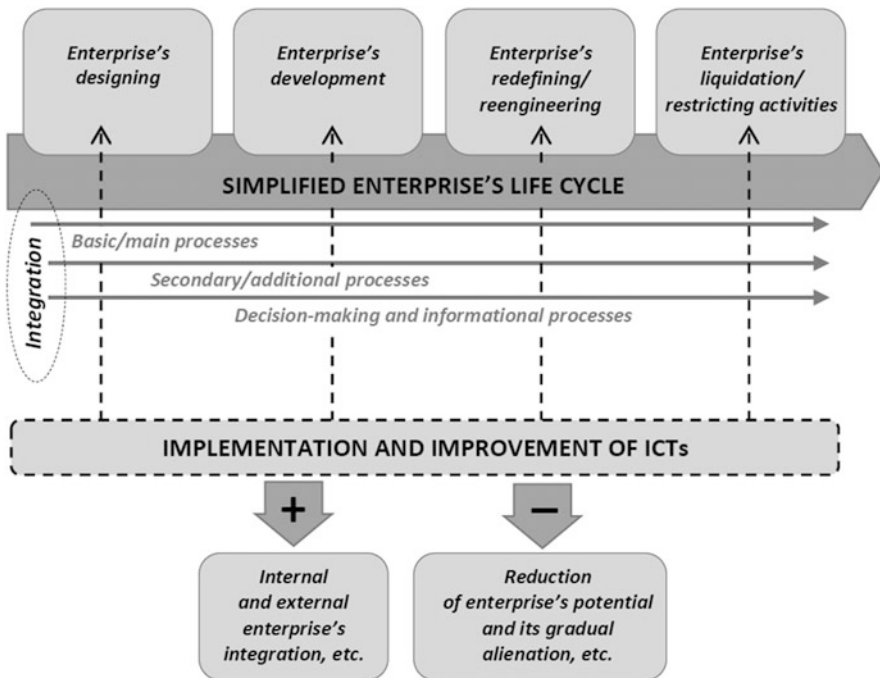 Enterprise's
designing
Enterprise's
development
Enterprise's
redefining/
reengineering
Enterprise's
liquidation/
restricting activities
SIMPLIFIED ENTERPRISE'S LIFE CYCLE
Integration
Basic/main processes
Secondary/additional processes
Decision-making and informational processes
IMPLEMENTATION AND IMPROVEMENT OF ICTs
+
−
Internal
and external
enterprise's
integration, etc.
Reduction
of enterprise's potential
and its gradual
alienation, etc.